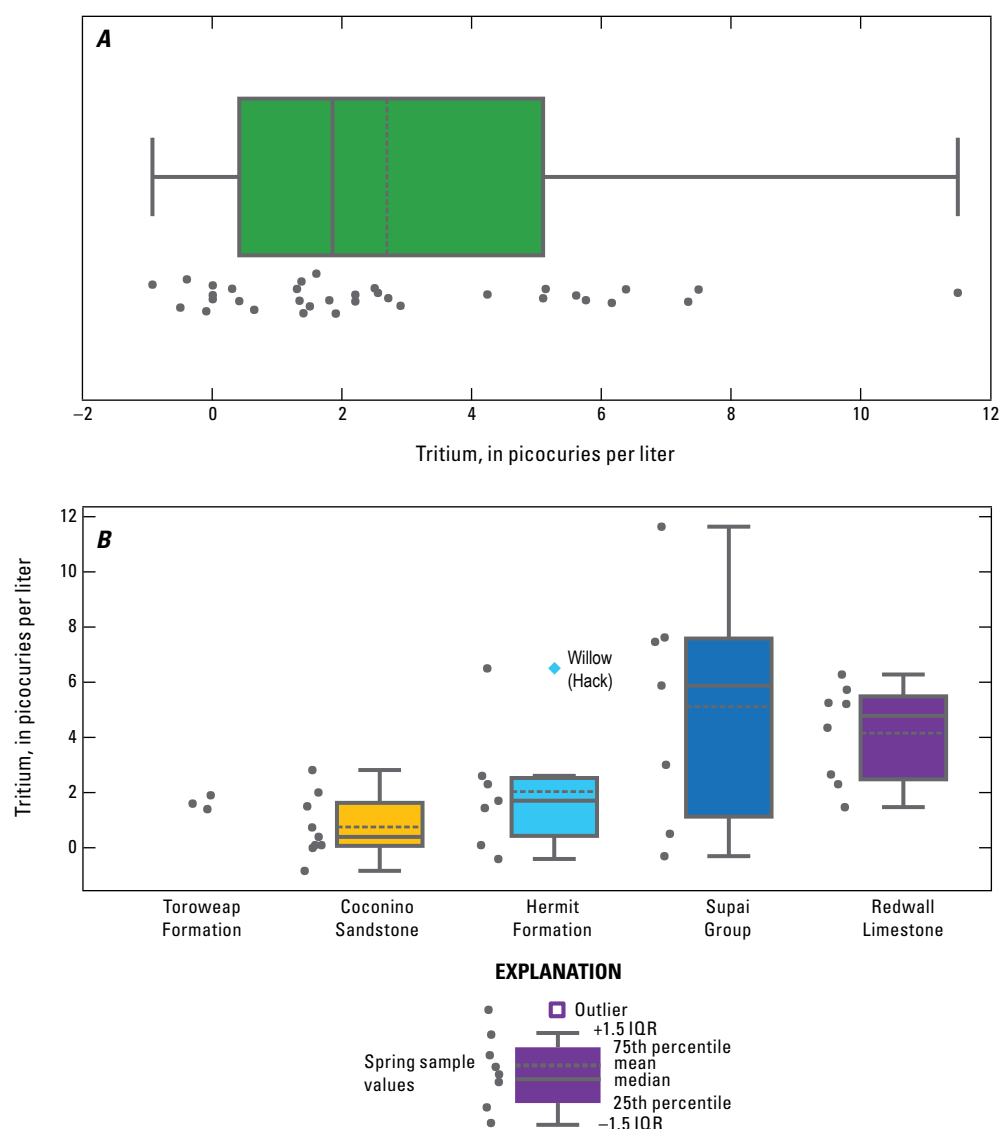 A
−2 0 2 4 6 8 10 12
Tritium, in picocuries per liter
B
Tritium, in picocuries per liter
12
10
8
6
4
2
0
Willow
(Hack)
Toroweap
Formation
Coconino
Sandstone
Hermit
Formation
Supai
Group
Redwall
Limestone
EXPLANATION
Outlier
+1.5 IQR
75th percentile
mean
median
25th percentile
−1.5 IQR
Spring sample
values